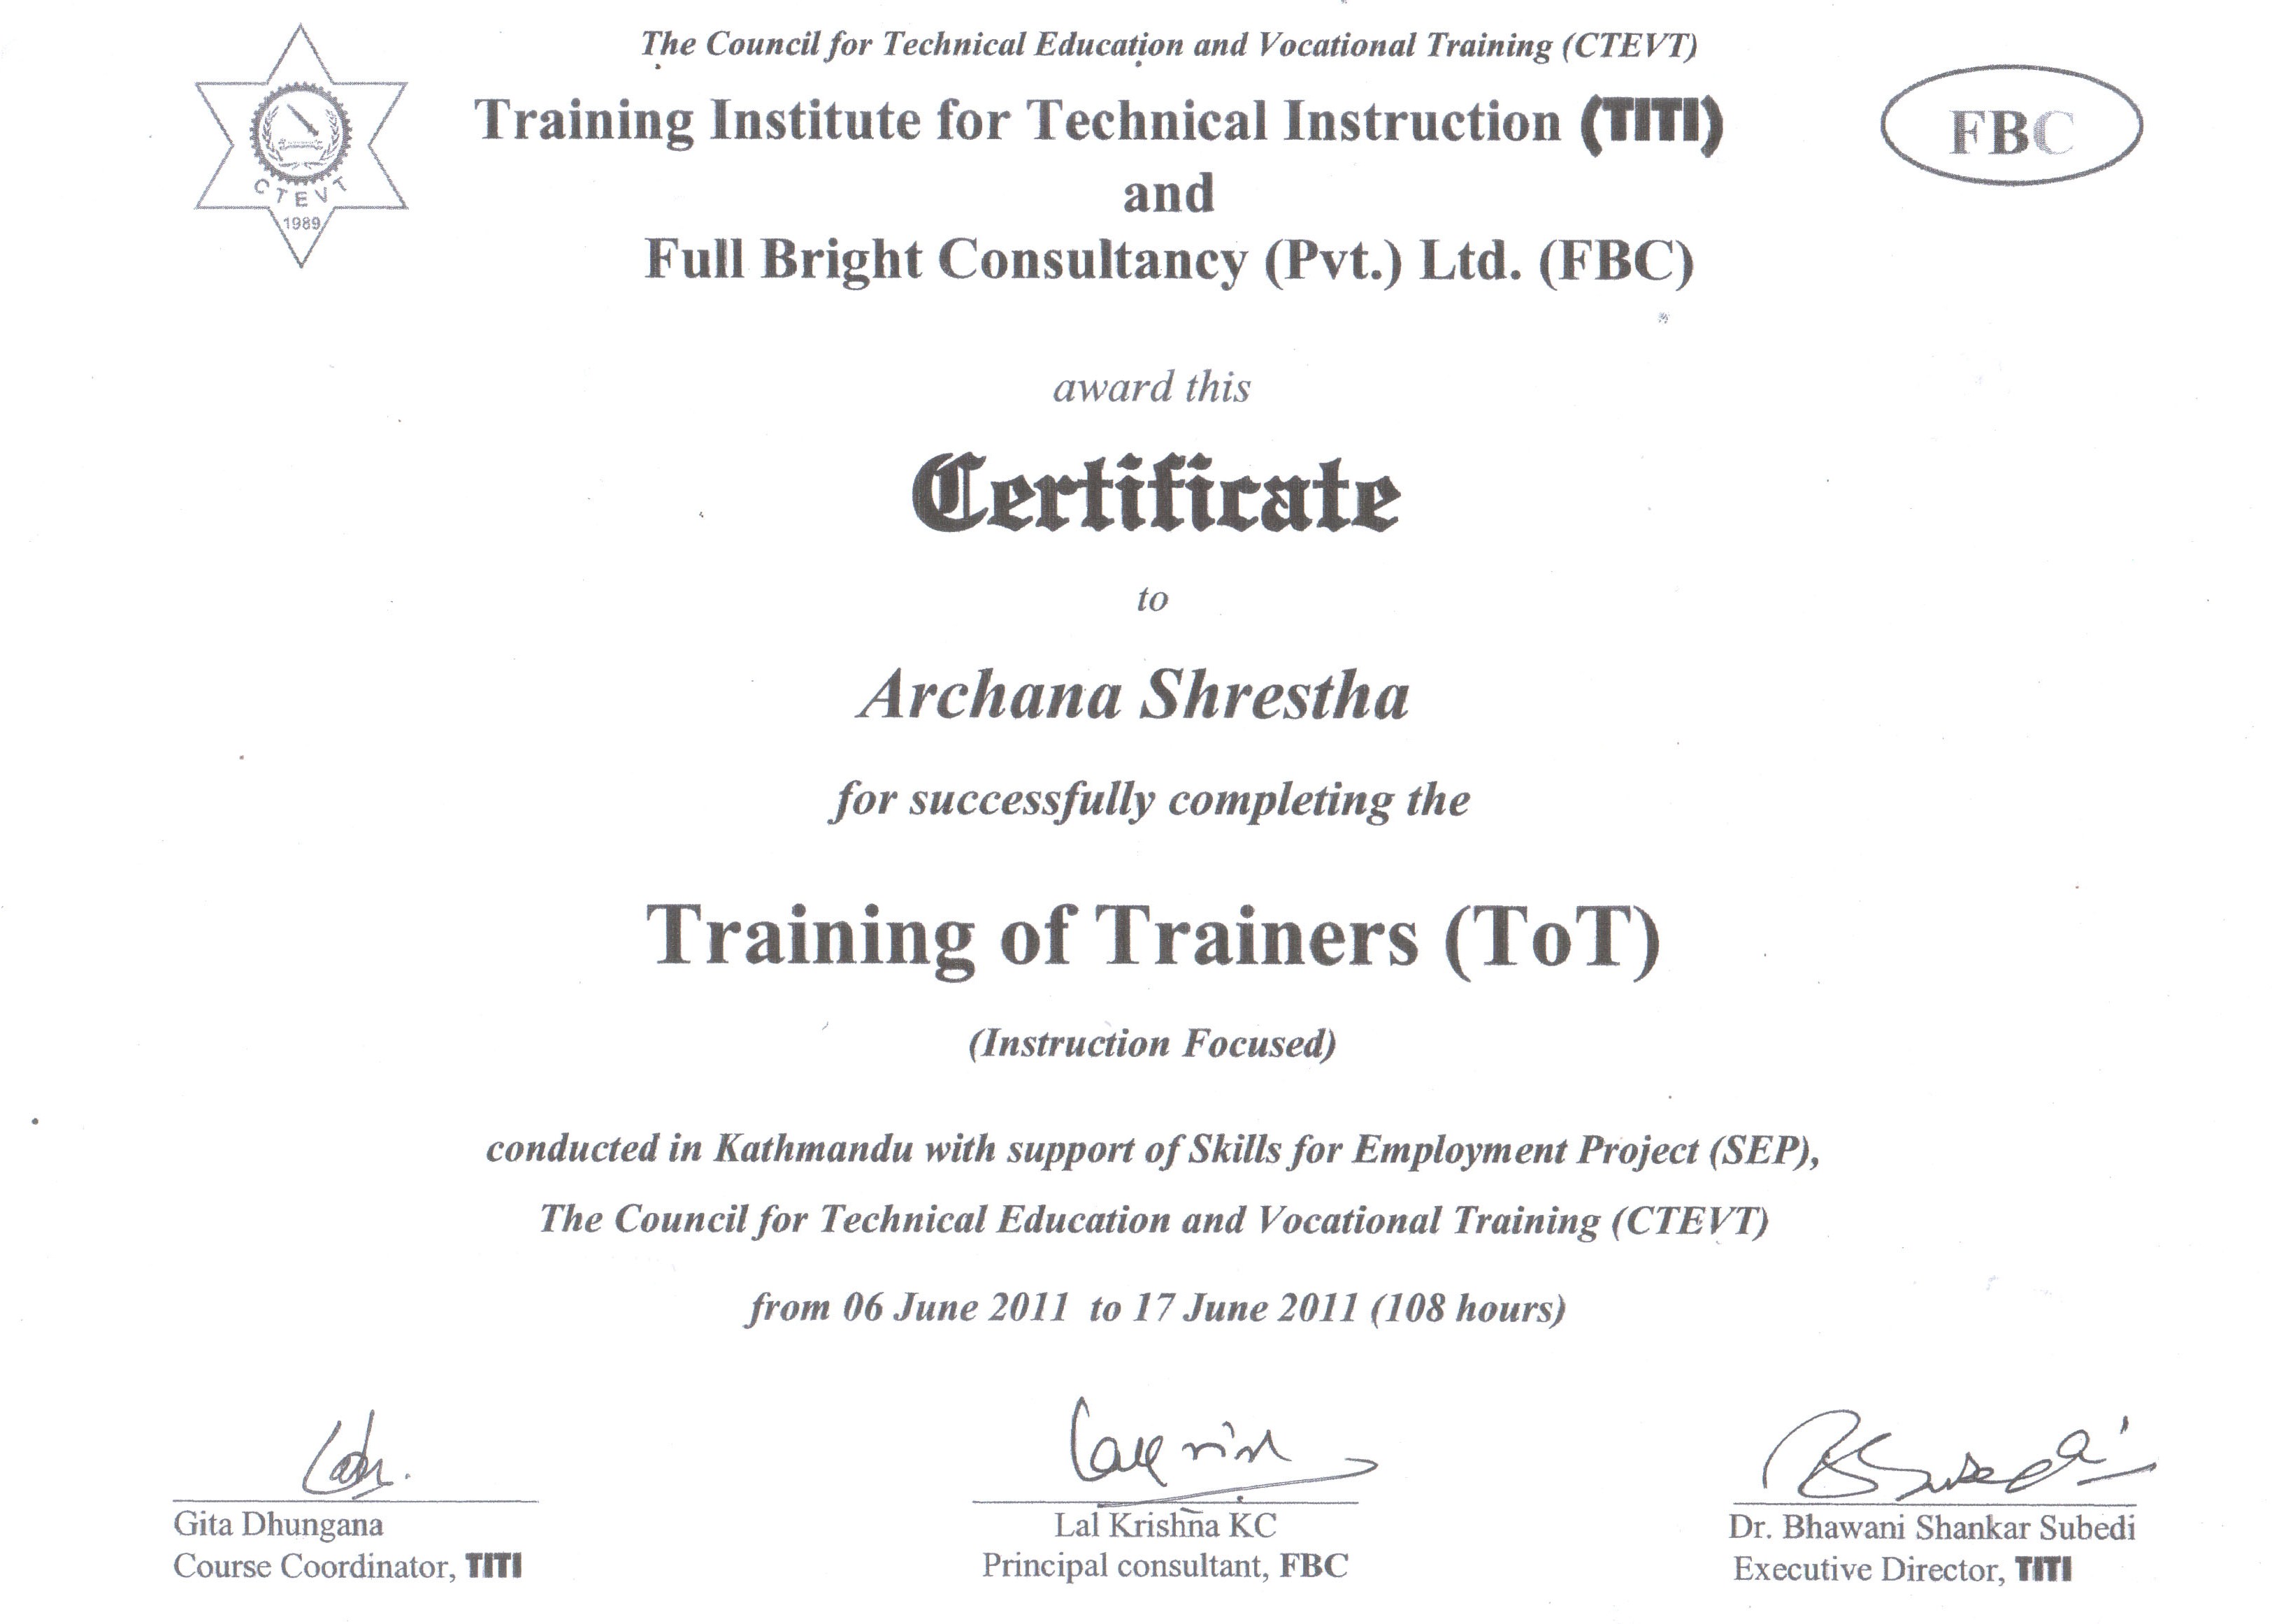 The Council for Technical Education and Vocational Training (CTEVT)
Training Institute for Technical Instruction (TITI)
and
Full Bright Consultancy (Pvt.) Ltd. (FBC)
CTEVT
1989
FBC
award this
Certificate
to
Archana Shrestha
for successfully completing the
Training of Trainers (ToT)
(Instruction Focused)
conducted in Kathmandu with support of Skills for Employment Project (SEP),
The Council for Technical Education and Vocational Training (CTEVT)
from 06 June 2011 to 17 June 2011 (108 hours)
BSubedi
Gita Dhungana
Course Coordinator, TITI
Lal Krishna KC
Principal consultant, FBC
Dr. Bhawani Shankar Subedi
Executive Director, TITI